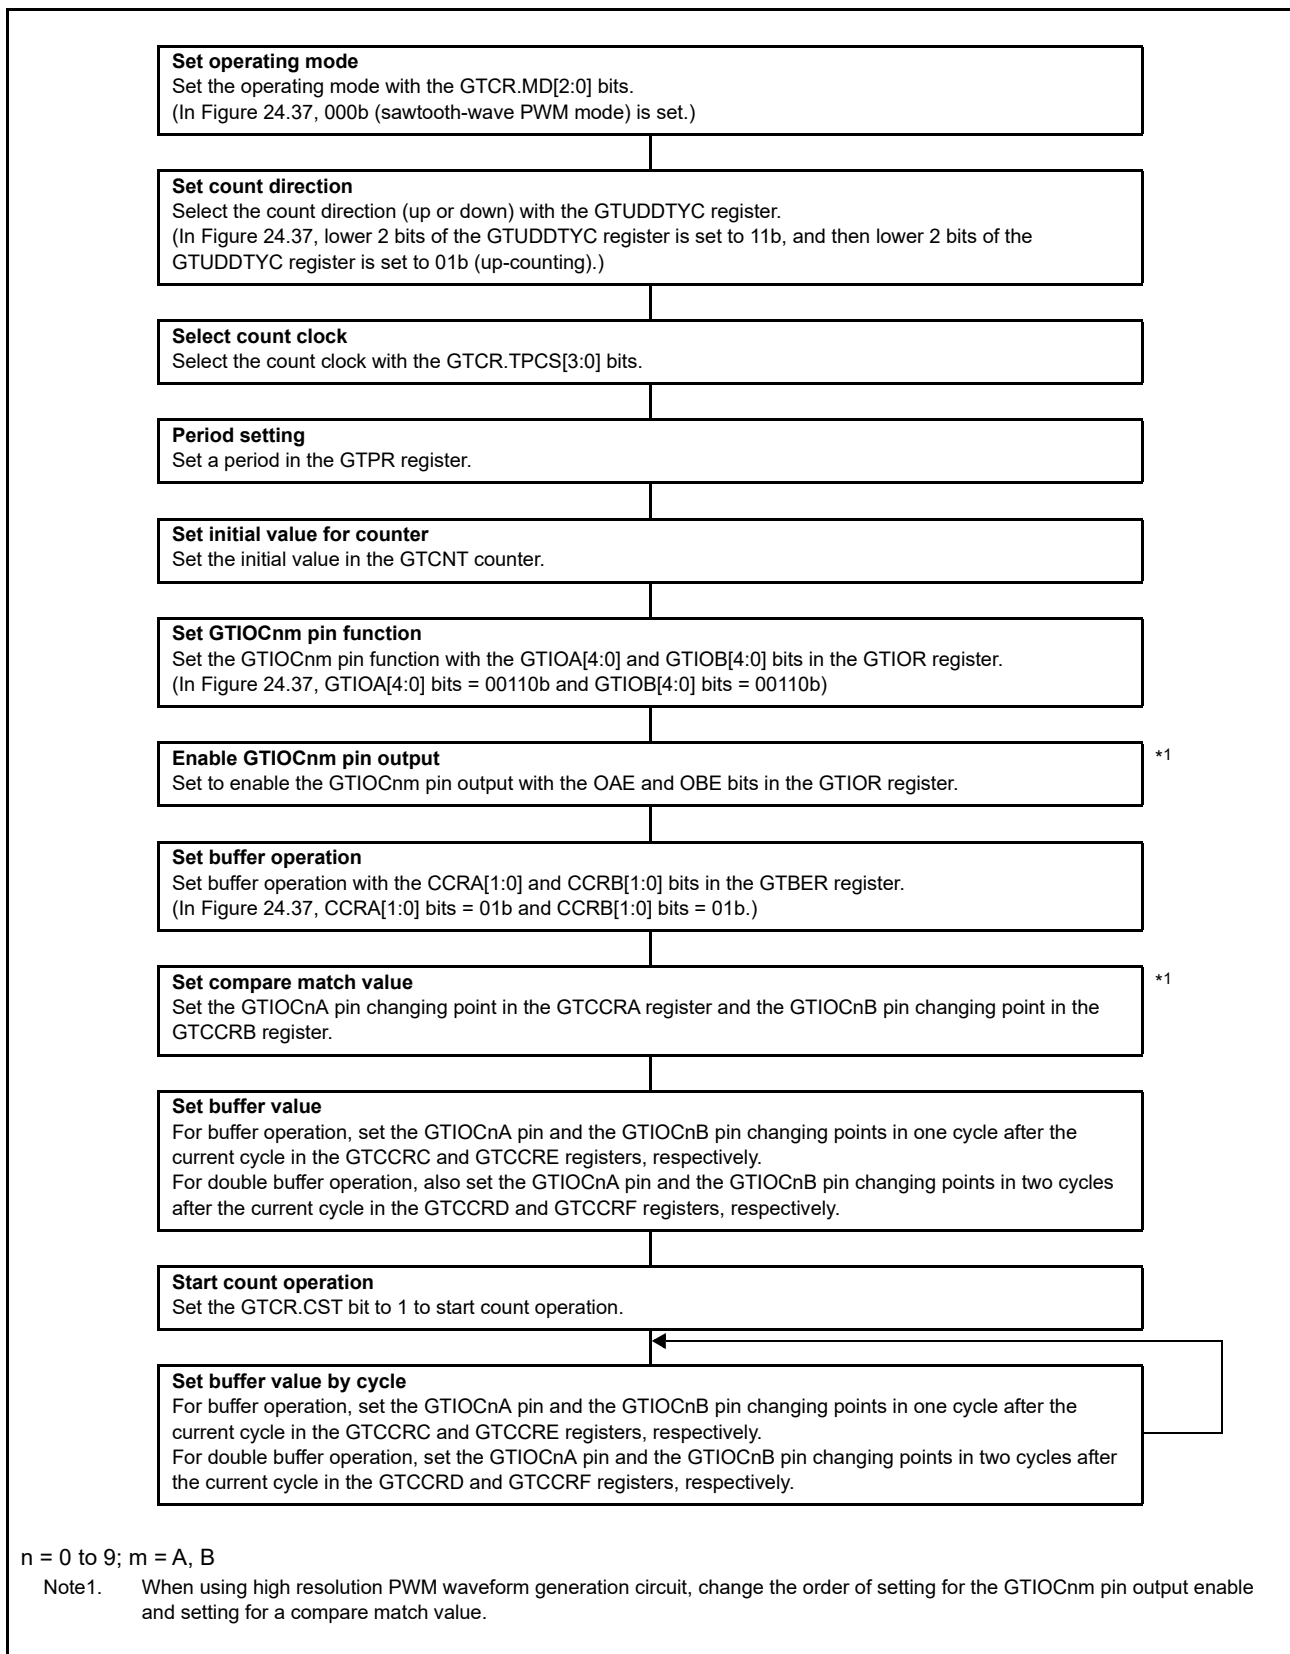 Set operating mode
Set the operating mode with the GTCR.MD[2:0] bits.
(In Figure 24.37, 000b (sawtooth-wave PWM mode) is set.)
Set count direction
Select the count direction (up or down) with the GTUDDTYC register.
(In Figure 24.37, lower 2 bits of the GTUDDTYC register is set to 11b, and then lower 2 bits of the
GTUDDTYC register is set to 01b (up-counting).)
Select count clock
Select the count clock with the GTCR.TPCS[3:0] bits.
Period setting
Set a period in the GTPR register.
Set initial value for counter
Set the initial value in the GTCNT counter.
Set GTIOCnm pin function
Set the GTIOCnm pin function with the GTIOA[4:0] and GTIOB[4:0] bits in the GTIOR register.
(In Figure 24.37, GTIOA[4:0] bits = 00110b and GTIOB[4:0] bits = 00110b)
Enable GTIOCnm pin output *1
Set to enable the GTIOCnm pin output with the OAE and OBE bits in the GTIOR register.
Set buffer operation
Set buffer operation with the CCRA[1:0] and CCRB[1:0] bits in the GTBER register.
(In Figure 24.37, CCRA[1:0] bits = 01b and CCRB[1:0] bits = 01b.)
Set compare match value *1
Set the GTIOCnA pin changing point in the GTCCRA register and the GTIOCnB pin changing point in the
GTCCRB register.
Set buffer value
For buffer operation, set the GTIOCnA pin and the GTIOCnB pin changing points in one cycle after the
current cycle in the GTCCRC and GTCCRE registers, respectively.
For double buffer operation, also set the GTIOCnA pin and the GTIOCnB pin changing points in two cycles
after the current cycle in the GTCCRD and GTCCRF registers, respectively.
Start count operation
Set the GTCR.CST bit to 1 to start count operation.
Set buffer value by cycle
For buffer operation, set the GTIOCnA pin and the GTIOCnB pin changing points in one cycle after the
current cycle in the GTCCRC and GTCCRE registers, respectively.
For double buffer operation, set the GTIOCnA pin and the GTIOCnB pin changing points in two cycles after
the current cycle in the GTCCRD and GTCCRF registers, respectively.
n = 0 to 9; m = A, B
Note1. When using high resolution PWM waveform generation circuit, change the order of setting for the GTIOCnm pin output enable
and setting for a compare match value.